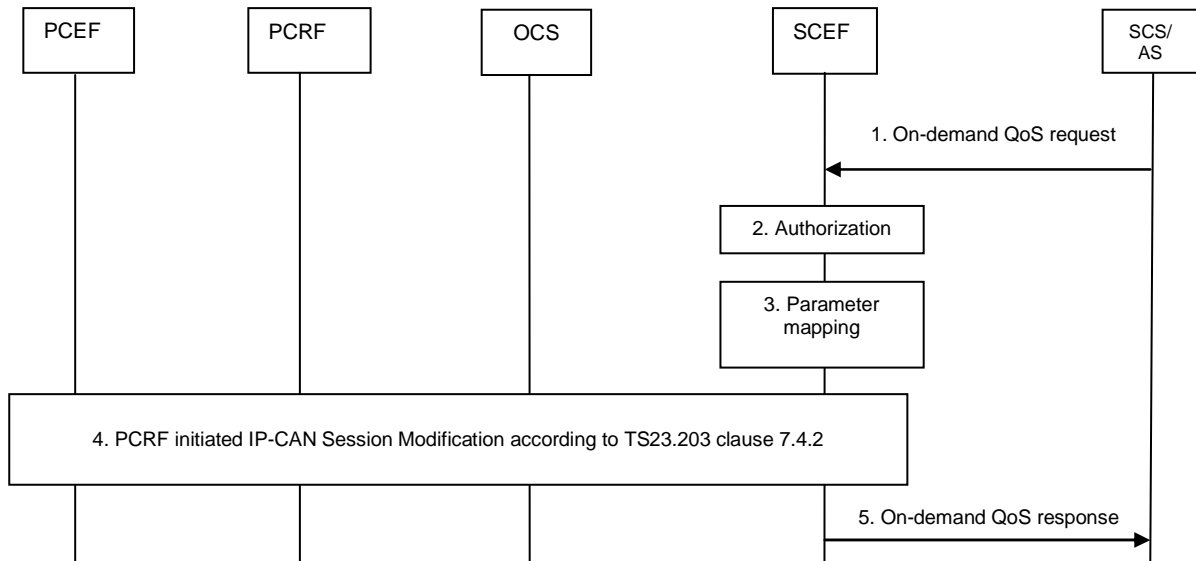 PCEF
PCRF
OCS
SCEF
SCS/
AS
1. On-demand QoS request
2. Authorization
3. Parameter
mapping
4. PCRF initiated IP-CAN Session Modification according to TS23.203 clause 7.4.2
5. On-demand QoS response